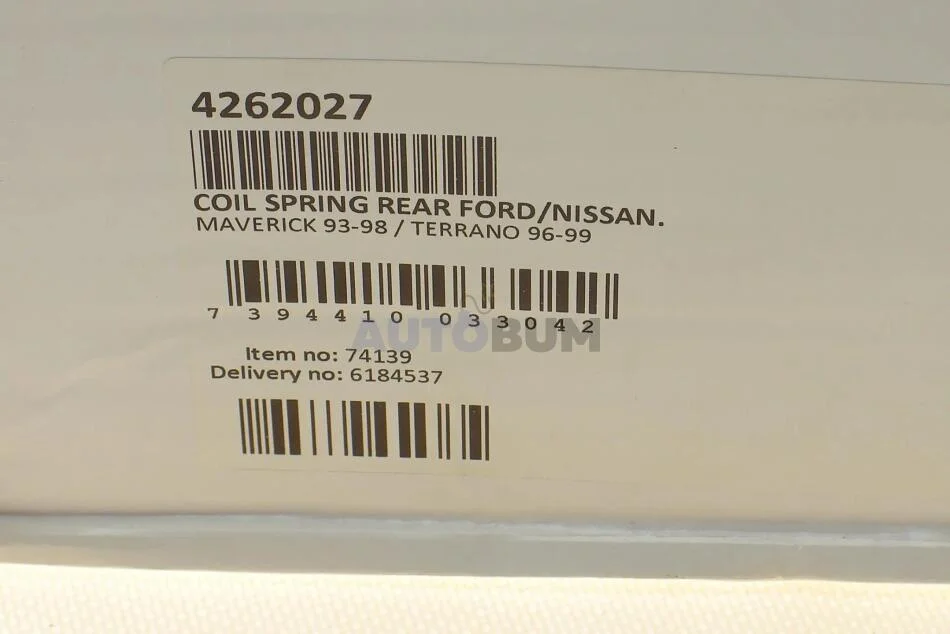 4262027
COIL SPRING REAR FORD/NISSAN.
MAVERICK 93-98 / TERRANO 96-99
7 394410 033042
AUTOBUM
Item no: 74139
Delivery no: 6184537